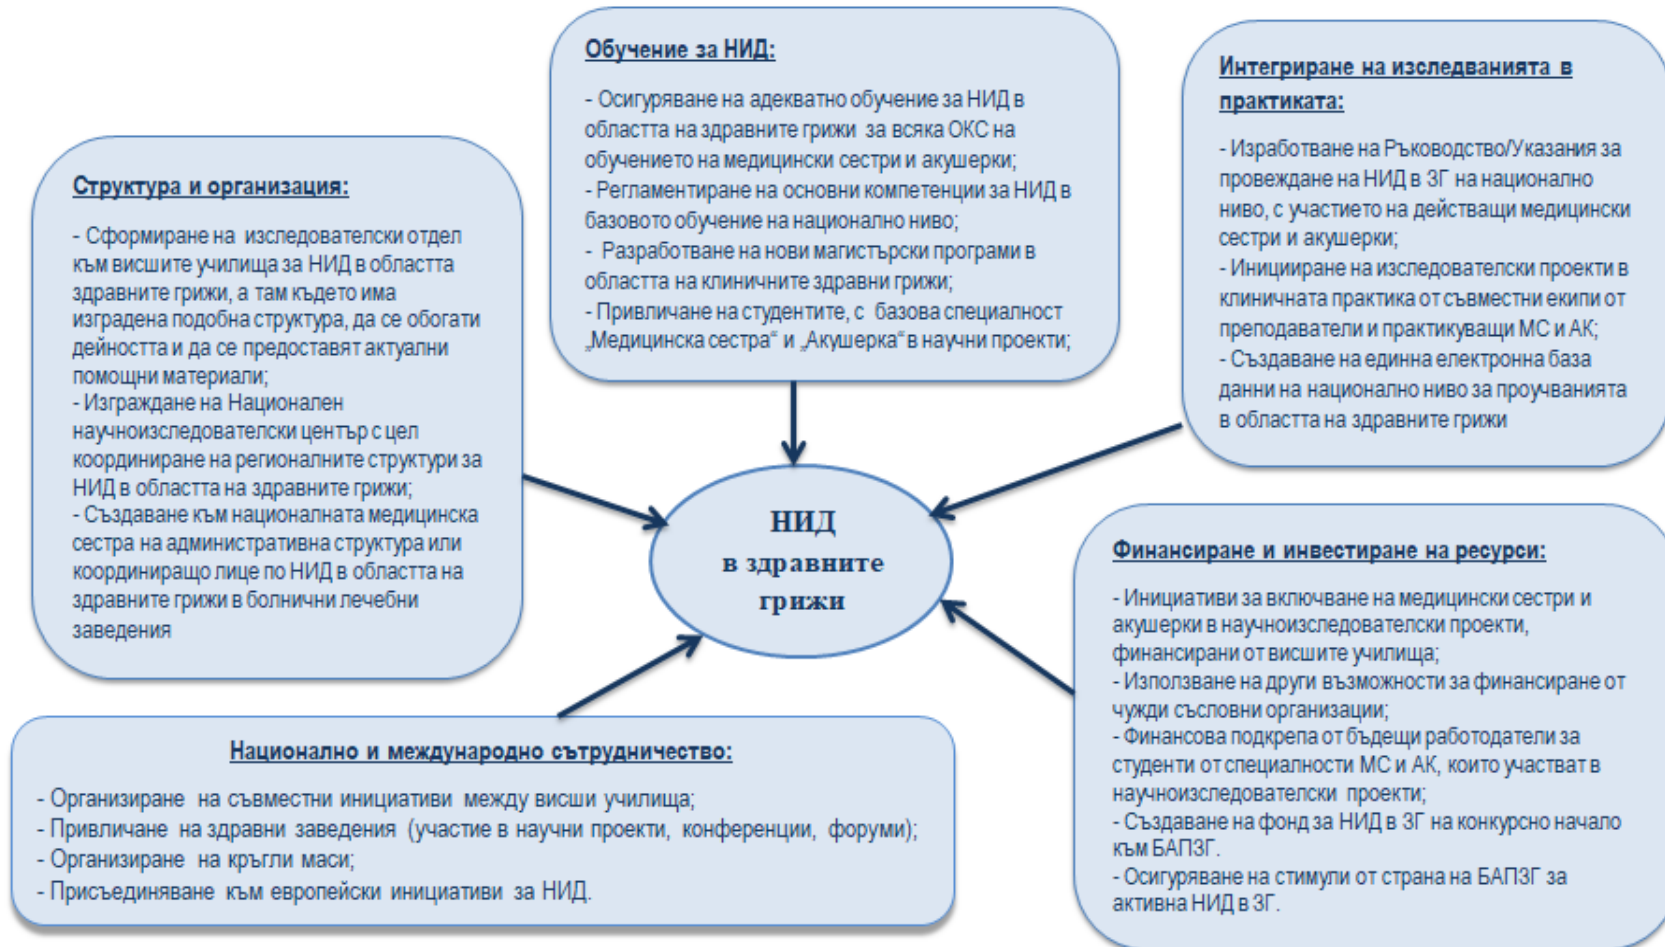 Обучение за НИД:
- Осигуряване на адекватно обучение за НИД в
областта на здравните грижи за всяка ОКС на
обучението на медицински сестри и акушерки;
- Регламентиране на основни компетенции за НИД в
базовото обучение на национално ниво;
- Разработване на нови магистърски програми в
областта на клиничните здравни грижи;
- Привличане на студентите, с базова специалност
„Медицинска сестра“ и „Акушерка“ в научни проекти;
Интегриране на изследванията в
практиката:
- Изработване на Ръководство/Указания за
провеждане на НИД в ЗГ на национално
ниво, с участието на действащи медицински
сестри и акушерки;
- Иницииране на изследователски проекти в
клиничната практика от съвместни екипи от
преподаватели и практикуващи МС и АК;
- Създаване на единна електронна база
данни на национално ниво за проучванията
в областта на здравните грижи
Структура и организация:
- Сформиране на изследователски отдел
към висшите училища за НИД в областта
здравните грижи, а там където има
изградена подобна структура, да се обогати
дейността и да се предоставят актуални
помощни материали;
- Изграждане на Национален
научноизследователски център с цел
координиране на регионалните структури за
НИД в областта на здравните грижи;
- Създаване към националната медицинска
сестра на административна структура или
координиращо лице по НИД в областта на
здравните грижи в болнични лечебни
заведения
НИД
в здравните
грижи
Финансиране и инвестиране на ресурси:
- Инициативи за включване на медицински сестри и
акушерки в научноизследователски проекти,
финансирани от висшите училища;
- Използване на други възможности за финансиране от
чужди съсловни организации;
- Финансова подкрепа от бъдещи работодатели за
студенти от специалности МС и АК, които участват в
научноизследователски проекти;
- Създаване на фонд за НИД в ЗГ на конкурсно начало
към БАПЗГ.
- Осигуряване на стимули от страна на БАПЗГ за
активна НИД в ЗГ.
Национално и международно сътрудничество:
- Организиране на съвместни инициативи между висши училища;
- Привличане на здравни заведения (участие в научни проекти, конференции, форуми);
- Организиране на кръгли маси;
- Присъединяване към европейски инициативи за НИД.